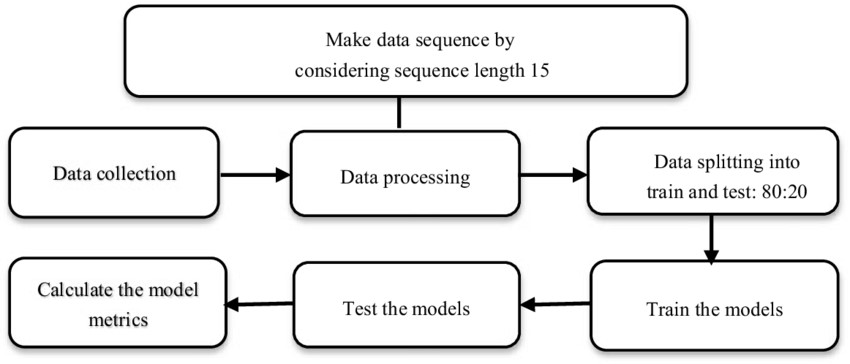 Make data sequence by
considering sequence length 15
Data collection
Data processing
Data splitting into
train and test: 80:20
Calculate the model
metrics
Test the models
Train the models